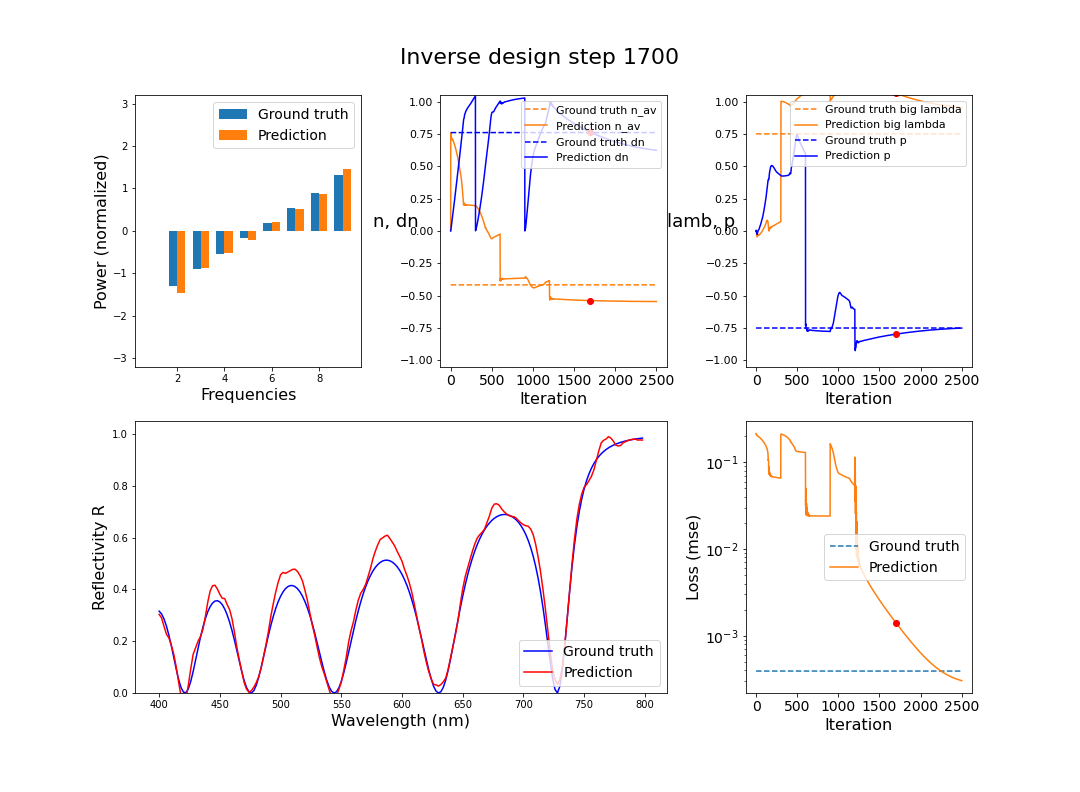 Inverse design step 1700
Power (normalized)
3
2
1
0
−1
−2
−3
2 4 6 8
Frequencies
Ground truth
Prediction
n, dn
1.00
0.75
0.50
0.25
0.00
−0.25
−0.50
−0.75
−1.00
0 500 1000 1500 2000 2500
Iteration
Ground truth n_av
Prediction n_av
Ground truth dn
Prediction dn
lamb, p
1.00
0.75
0.50
0.25
0.00
−0.25
−0.50
−0.75
−1.00
0 500 1000 1500 2000 2500
Iteration
Ground truth big lambda
Prediction big lambda
Ground truth p
Prediction p
Reflectivity R
1.0
0.8
0.6
0.4
0.2
0.0
400 450 500 550 600 650 700 750 800
Wavelength (nm)
Ground truth
Prediction
Loss (mse)
10−1
10−2
10−3
0 500 1000 1500 2000 2500
Iteration
Ground truth
Prediction